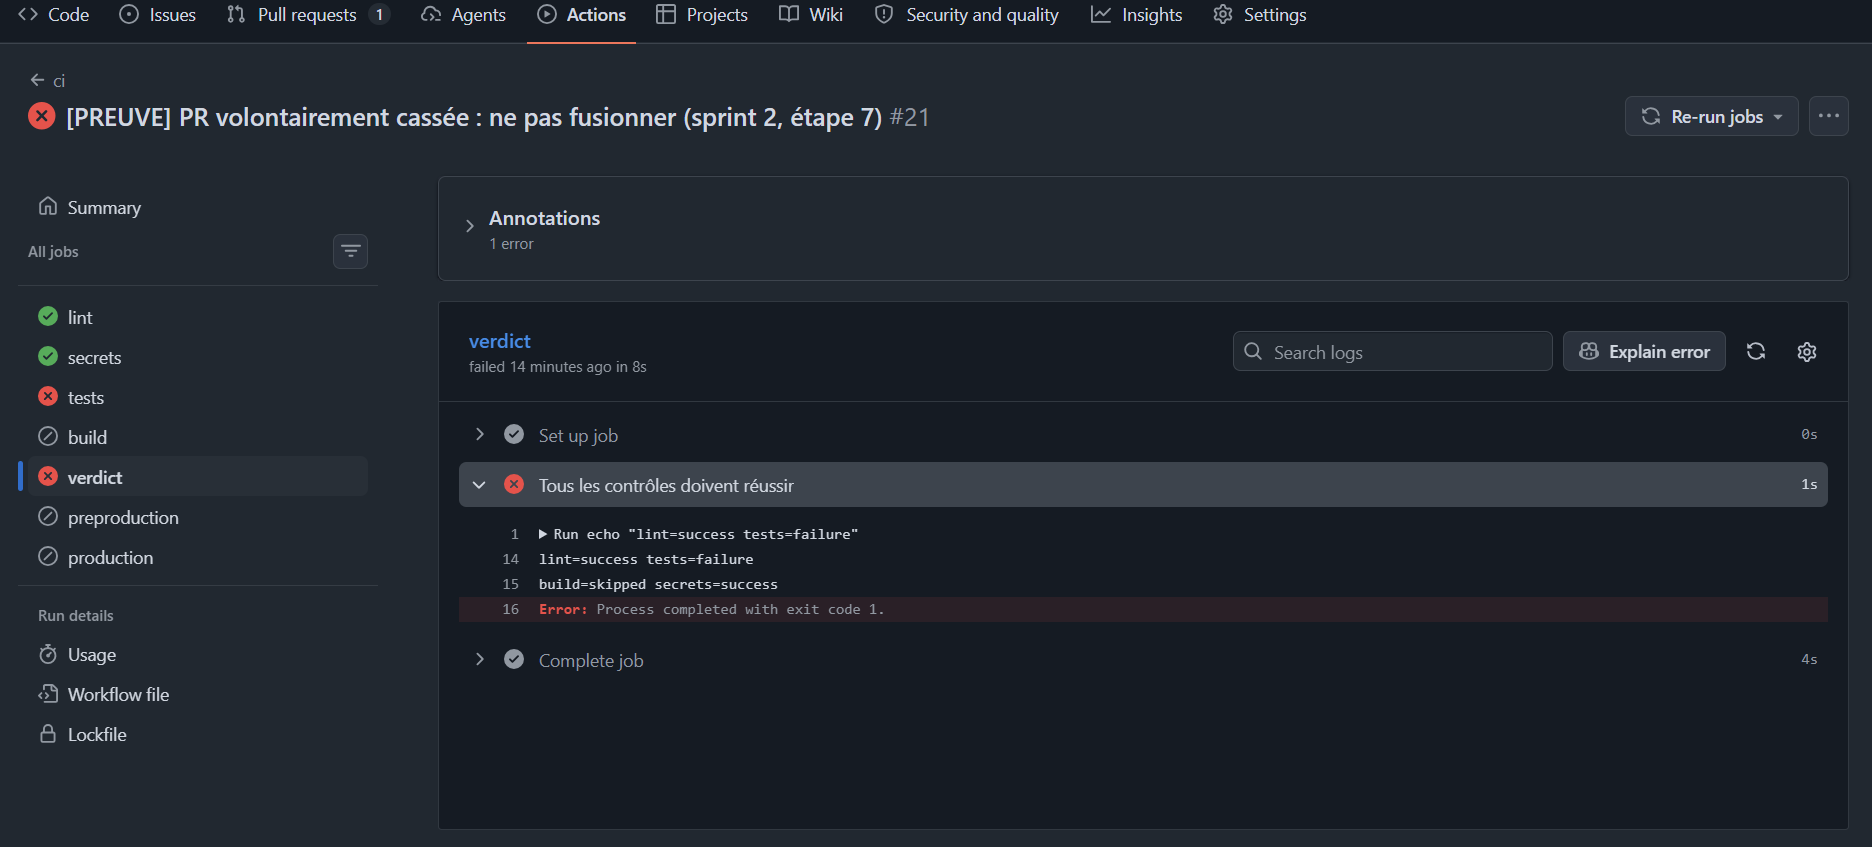 Code Issues Pull requests 1 Agents Actions Projects Wiki Security and quality Insights Settings
ci
[PREUVE] PR volontairement cassée : ne pas fusionner (sprint 2, étape 7) #21
Re-run jobs
Summary
All jobs
lint
secrets
tests
build
verdict
preproduction
production
Run details
Usage
Workflow file
Lockfile
Annotations
1 error
verdict
failed 14 minutes ago in 8s
Search logs
Explain error
Set up job 0s
Tous les contrôles doivent réussir 1s
1 Run echo "lint=success tests=failure"
14 lint=success tests=failure
15 build=skipped secrets=success
16 Error: Process completed with exit code 1.
Complete job 4s